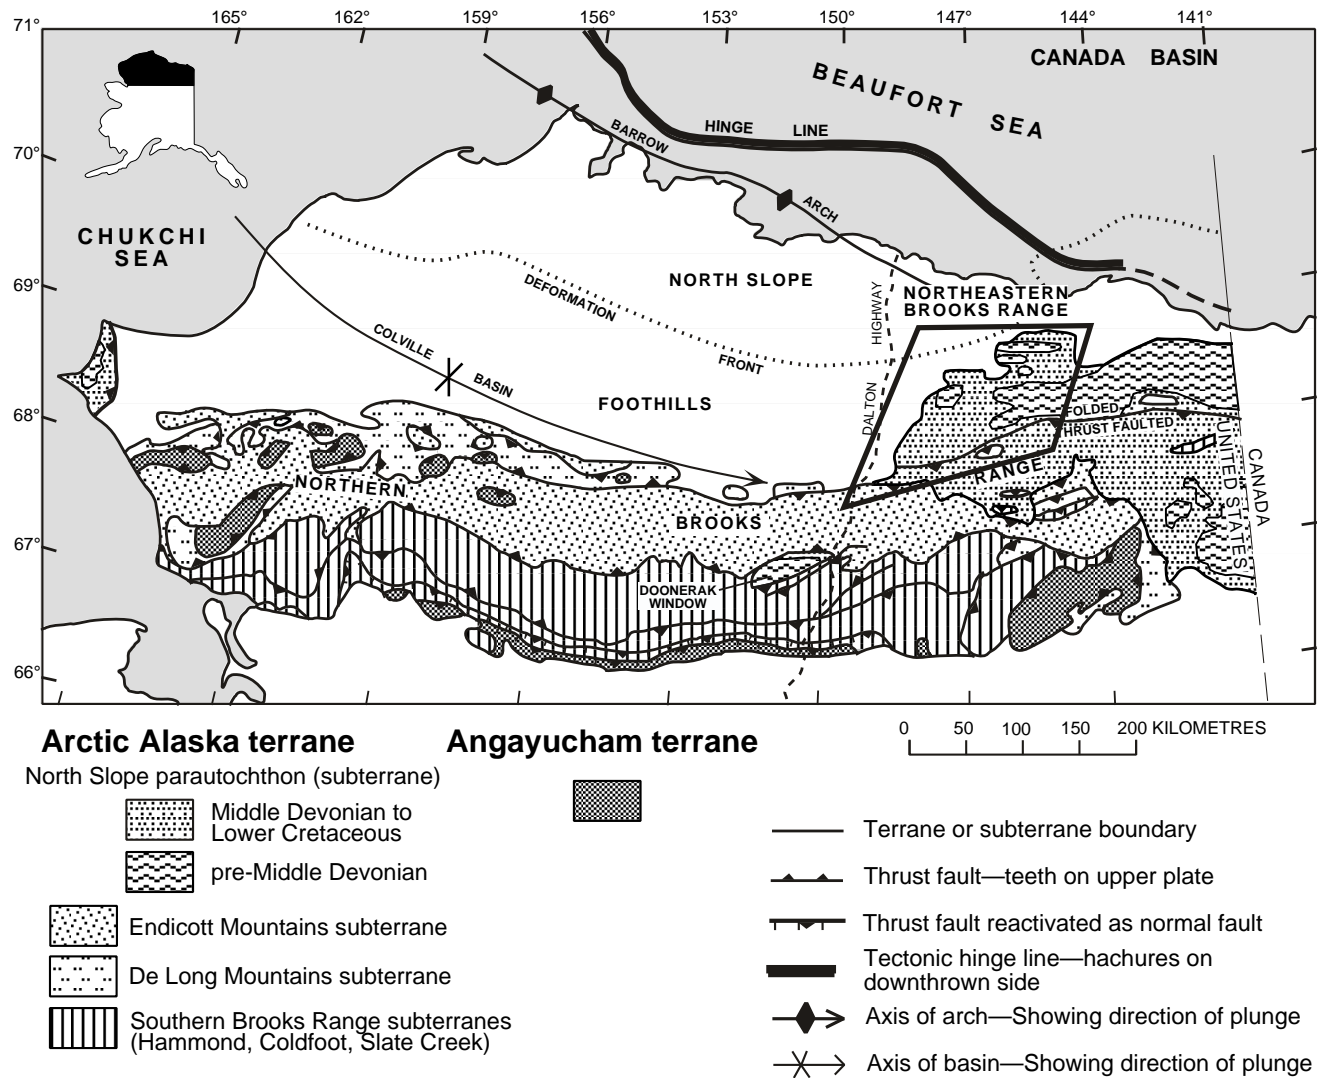 165° 162° 159° 156° 153° 150° 147° 144° 141°
71°
70°
69°
68°
67°
66°
CANADA BASIN
BEAUFORT SEA
HINGE LINE
BARROW
ARCH
CHUKCHI
SEA
NORTH SLOPE
DEFORMATION
FRONT
COLVILLE
BASIN
FOOTHILLS
HIGHWAY
DALTON
NORTHEASTERN
BROOKS RANGE
FOLDED
THRUST FAULTED
RANGE
NORTHERN
BROOKS
DOONERAK
WINDOW
UNITED STATES
CANADA
Arctic Alaska terrane
North Slope parautochthon (subterrane)
Middle Devonian to
Lower Cretaceous
pre-Middle Devonian
Endicott Mountains subterrane
De Long Mountains subterrane
Southern Brooks Range subterranes
(Hammond, Coldfoot, Slate Creek)
Angayucham terrane
0 50 100 150 200 KILOMETRES
Terrane or subterrane boundary
Thrust fault—teeth on upper plate
Thrust fault reactivated as normal fault
Tectonic hinge line—hachures on
downthrown side
Axis of arch—Showing direction of plunge
Axis of basin—Showing direction of plunge